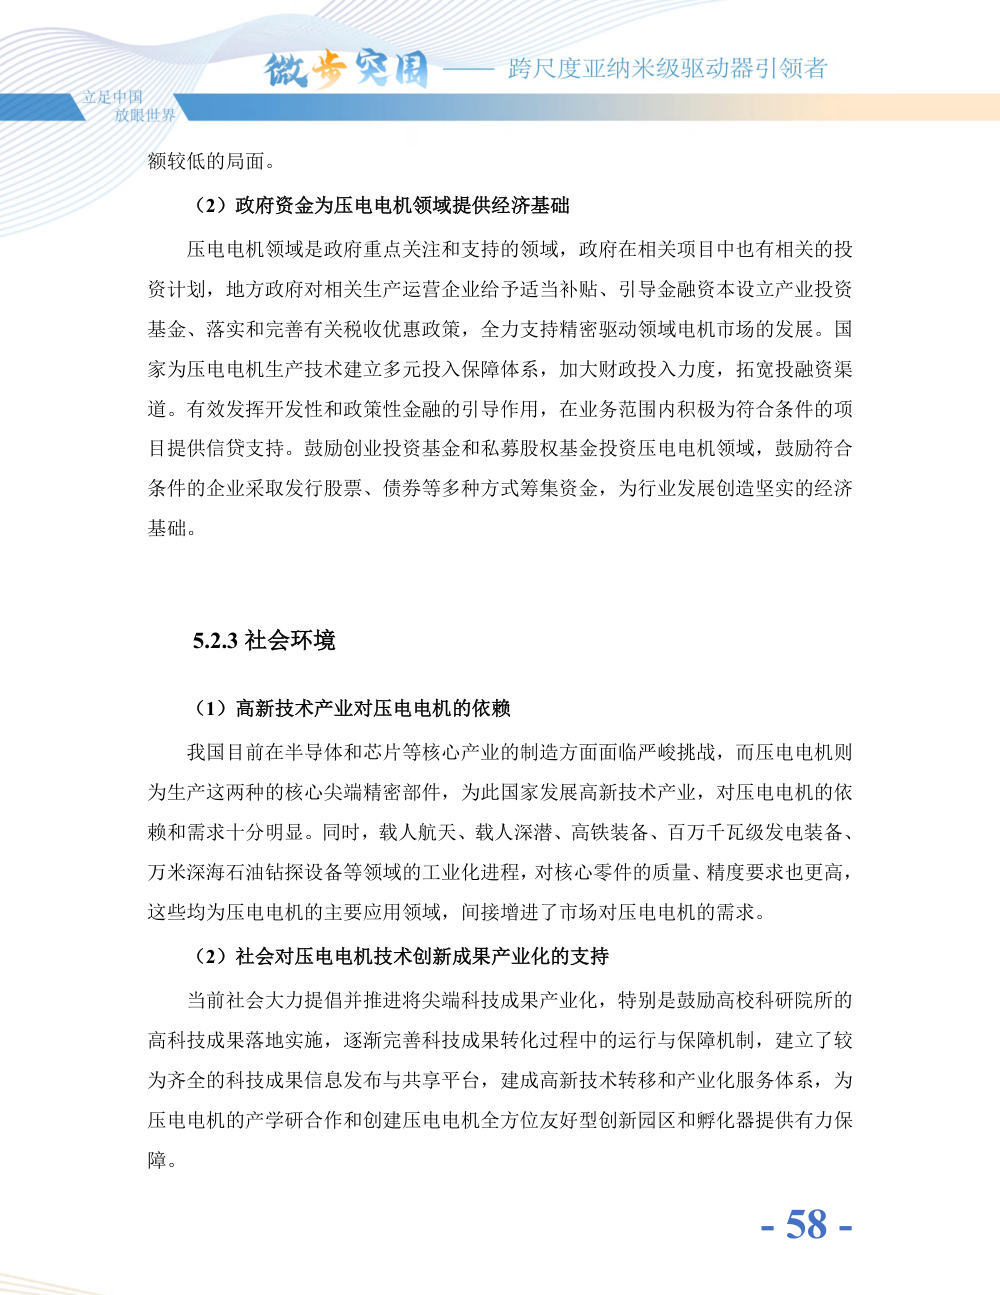 微步突围 —— 跨尺度亚纳米级驱动器引领者
立足中国
放眼世界
额较低的局面。
（2）政府资金为压电电机领域提供经济基础
压电电机领域是政府重点关注和支持的领域，政府在相关项目中也有相关的投
资计划，地方政府对相关生产运营企业给予适当补贴、引导金融资本设立产业投资
基金、落实和完善有关税收优惠政策，全力支持精密驱动领域电机市场的发展。国
家为压电电机生产技术建立多元投入保障体系，加大财政投入力度，拓宽投融资渠
道。有效发挥开发性和政策性金融的引导作用，在业务范围内积极为符合条件的项
目提供信贷支持。鼓励创业投资基金和私募股权基金投资压电电机领域，鼓励符合
条件的企业采取发行股票、债券等多种方式筹集资金，为行业发展创造坚实的经济
基础。
5.2.3 社会环境
（1）高新技术产业对压电电机的依赖
我国目前在半导体和芯片等核心产业的制造方面面临严峻挑战，而压电电机则
为生产这两种的核心尖端精密部件，为此国家发展高新技术产业，对压电电机的依
赖和需求十分明显。同时，载人航天、载人深潜、高铁装备、百万千瓦级发电装备、
万米深海石油钻探设备等领域的工业化进程，对核心零件的质量、精度要求也更高，
这些均为压电电机的主要应用领域，间接增进了市场对压电电机的需求。
（2）社会对压电电机技术创新成果产业化的支持
当前社会大力提倡并推进将尖端科技成果产业化，特别是鼓励高校科研院所的
高科技成果落地实施，逐渐完善科技成果转化过程中的运行与保障机制，建立了较
为齐全的科技成果信息发布与共享平台，建成高新技术转移和产业化服务体系，为
压电电机的产学研合作和创建压电电机全方位友好型创新园区和孵化器提供有力保
障。
- 58 -